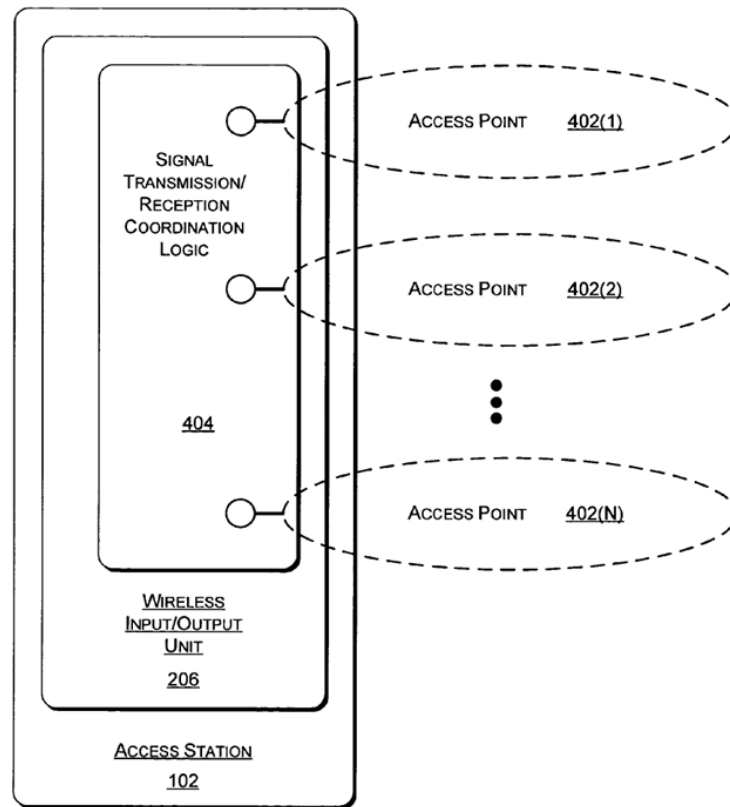 ACCESS POINT 402(1)
SIGNAL
TRANSMISSION/
RECEPTION
COORDINATION
LOGIC
ACCESS POINT 402(2)
404
ACCESS POINT 402(N)
WIRELESS
INPUT/OUTPUT
UNIT
206
ACCESS STATION
102